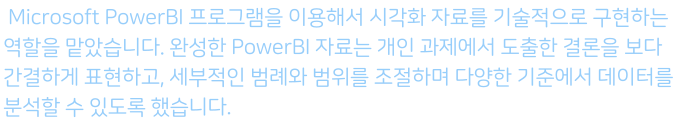 Microsoft PowerBI 프로그램을 이용해서 시각화 자료를 기술적으로 구현하는
역할을 맡았습니다. 완성한 PowerBI 자료는 개인 과제에서 도출한 결론을 보다
간결하게 표현하고, 세부적인 범례와 범위를 조절하며 다양한 기준에서 데이터를
분석할 수 있도록 했습니다.